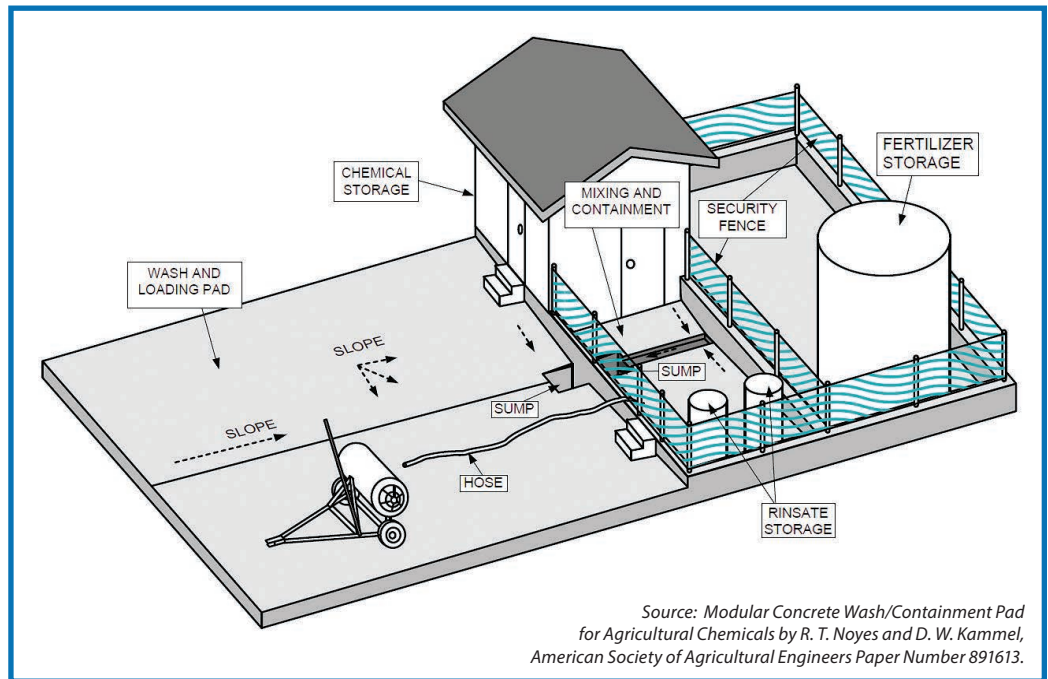 CHEMICAL
STORAGE
MIXING AND
CONTAINMENT
SECURITY
FENCE
FERTILIZER
STORAGE
WASH AND
LOADING PAD
SLOPE
SLOPE
SUMP
SUMP
HOSE
RINSATE
STORAGE
Source: Modular Concrete Wash/Containment Pad
for Agricultural Chemicals by R. T. Noyes and D. W. Kammel,
American Society of Agricultural Engineers Paper Number 891613.